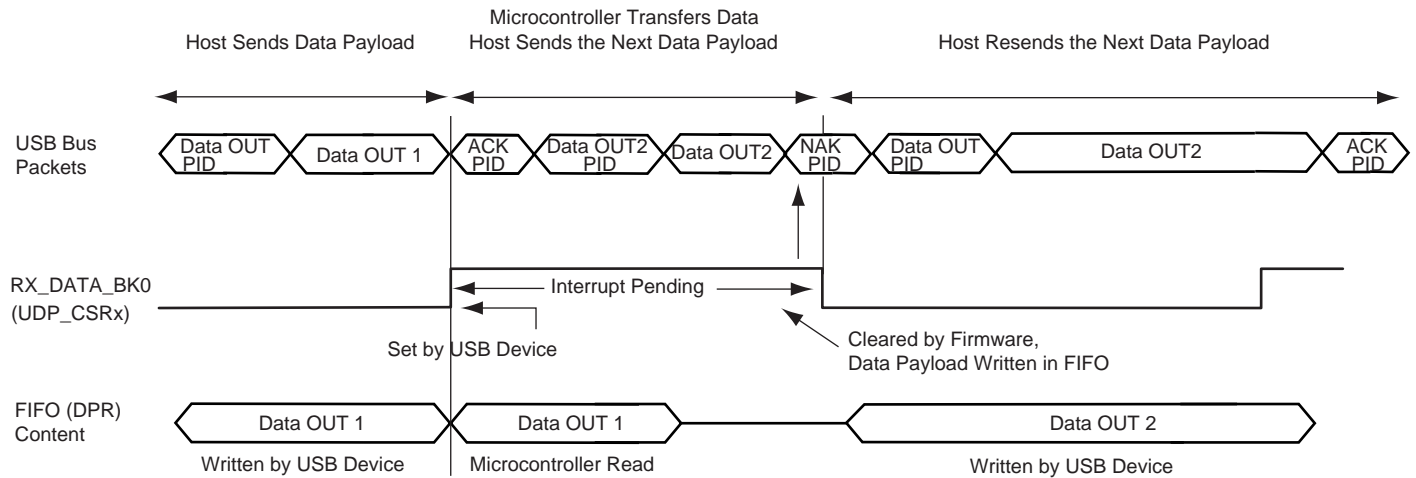 Host Sends Data Payload
Microcontroller Transfers Data
Host Sends the Next Data Payload
Host Resends the Next Data Payload
USB Bus
Packets
Data OUT
PID
Data OUT 1
ACK
PID
Data OUT2
PID
Data OUT2
NAK
PID
Data OUT
PID
Data OUT2
ACK
PID
RX_DATA_BK0
(UDP_CSRx)
Interrupt Pending
Set by USB Device
Cleared by Firmware,
Data Payload Written in FIFO
FIFO (DPR)
Content
Data OUT 1
Data OUT 1
Data OUT 2
Written by USB Device
Microcontroller Read
Written by USB Device